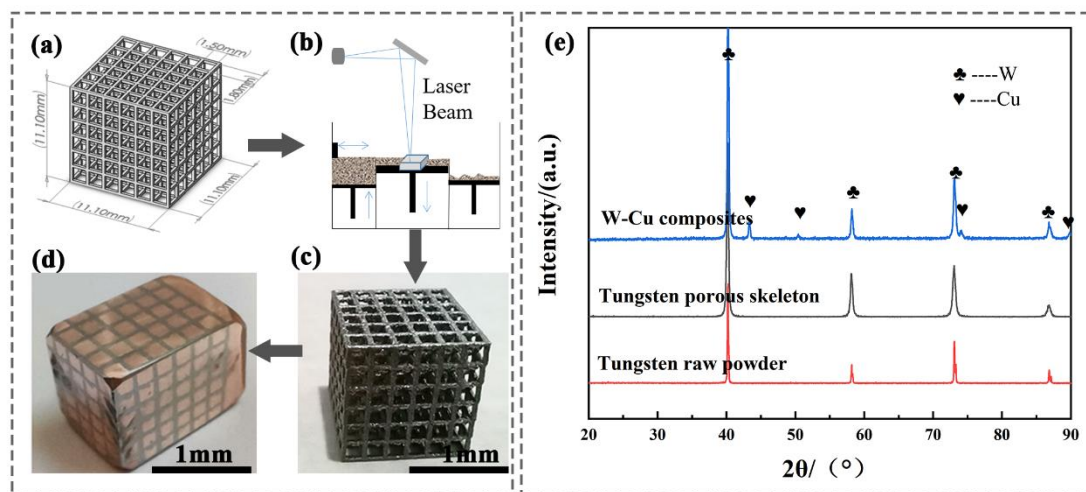 (a)
(1.50mm)
(1.80mm)
(11.10mm)
(11.10mm)
(11.10mm)
(b)
Laser
Beam
(d)
1mm
(c)
1mm
(e)
♣ ----W
♥ ----Cu
W-Cu composites
Tungsten porous skeleton
Tungsten raw powder
Intensity/(a.u.)
20 30 40 50 60 70 80 90
2θ/（°）